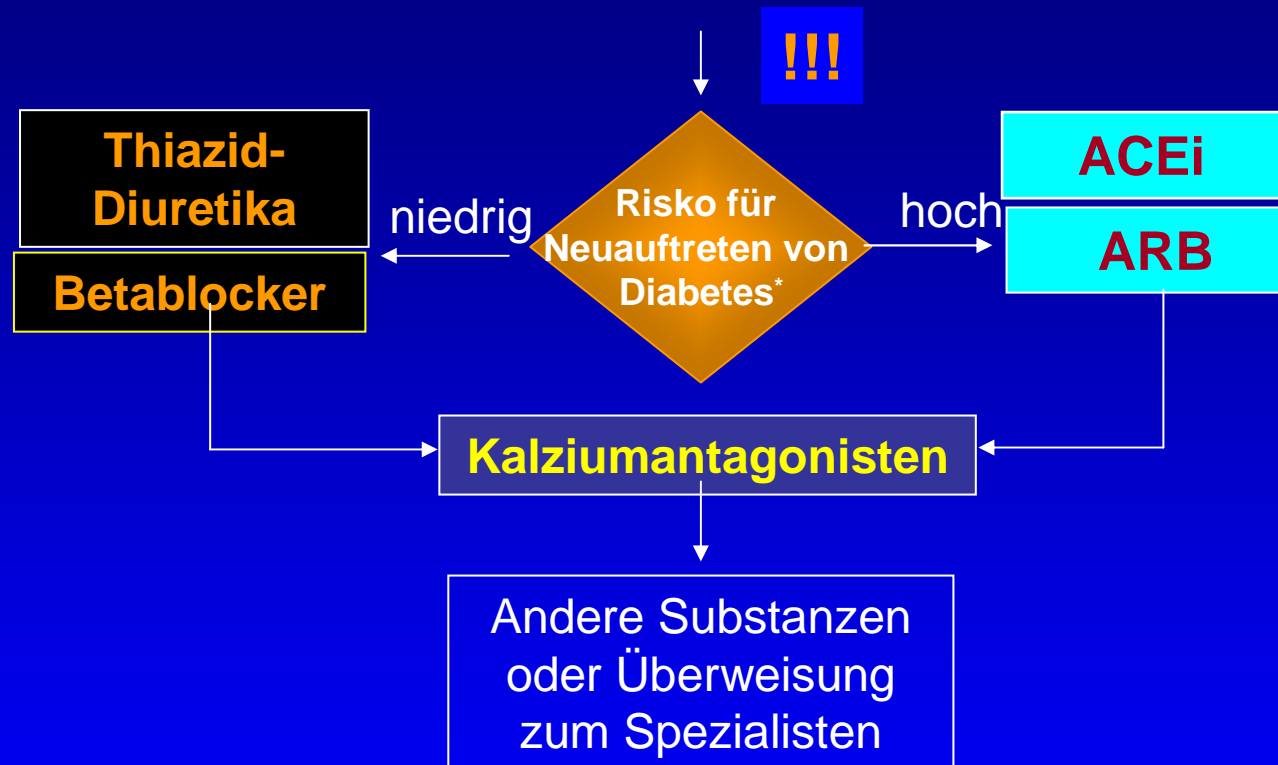 !!!
Thiazid-
Diuretika
Betablocker
niedrig
Risko für
Neuauftreten von
Diabetes*
hoch
ACEi
ARB
Kalziumantagonisten
Andere Substanzen
oder Überweisung
zum Spezialisten